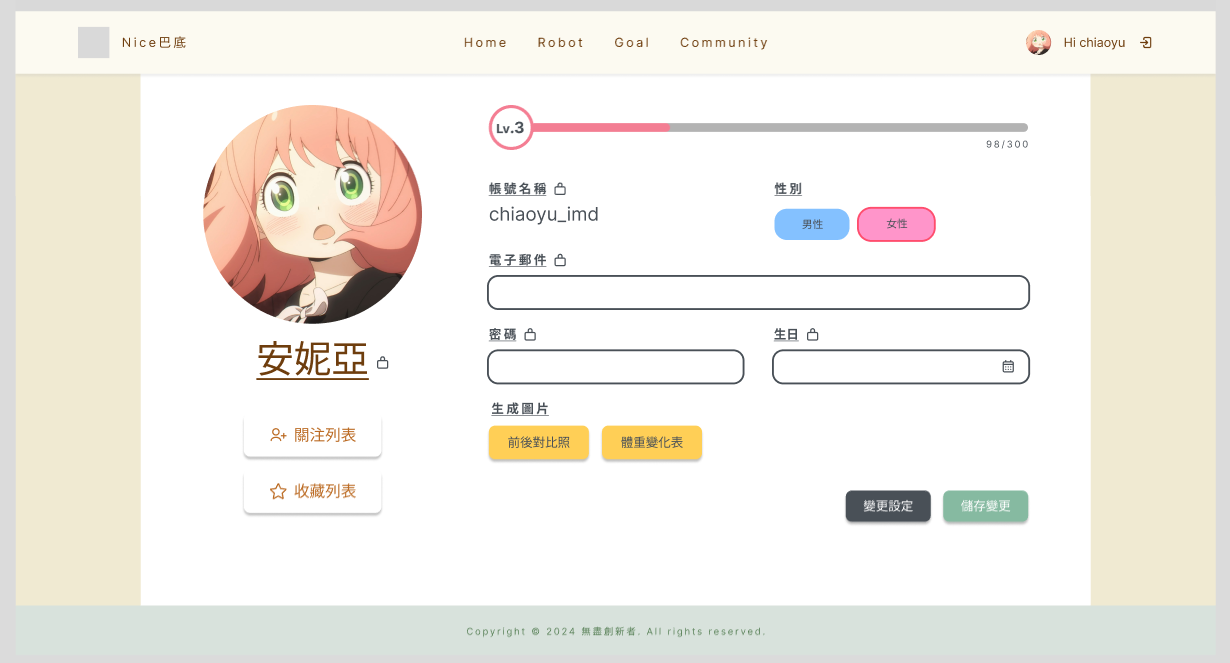 Nice巴底
Home Robot Goal Community
Hi chiaoyu
Lv.3
98/300
帳號名稱
chiaoyu_imd
性別
男性 女性
電子郵件
密碼
生日
生成圖片
前後對比照 體重變化表
安妮亞
關注列表
收藏列表
變更設定 儲存變更
Copyright © 2024 無盡創新者. All rights reserved.